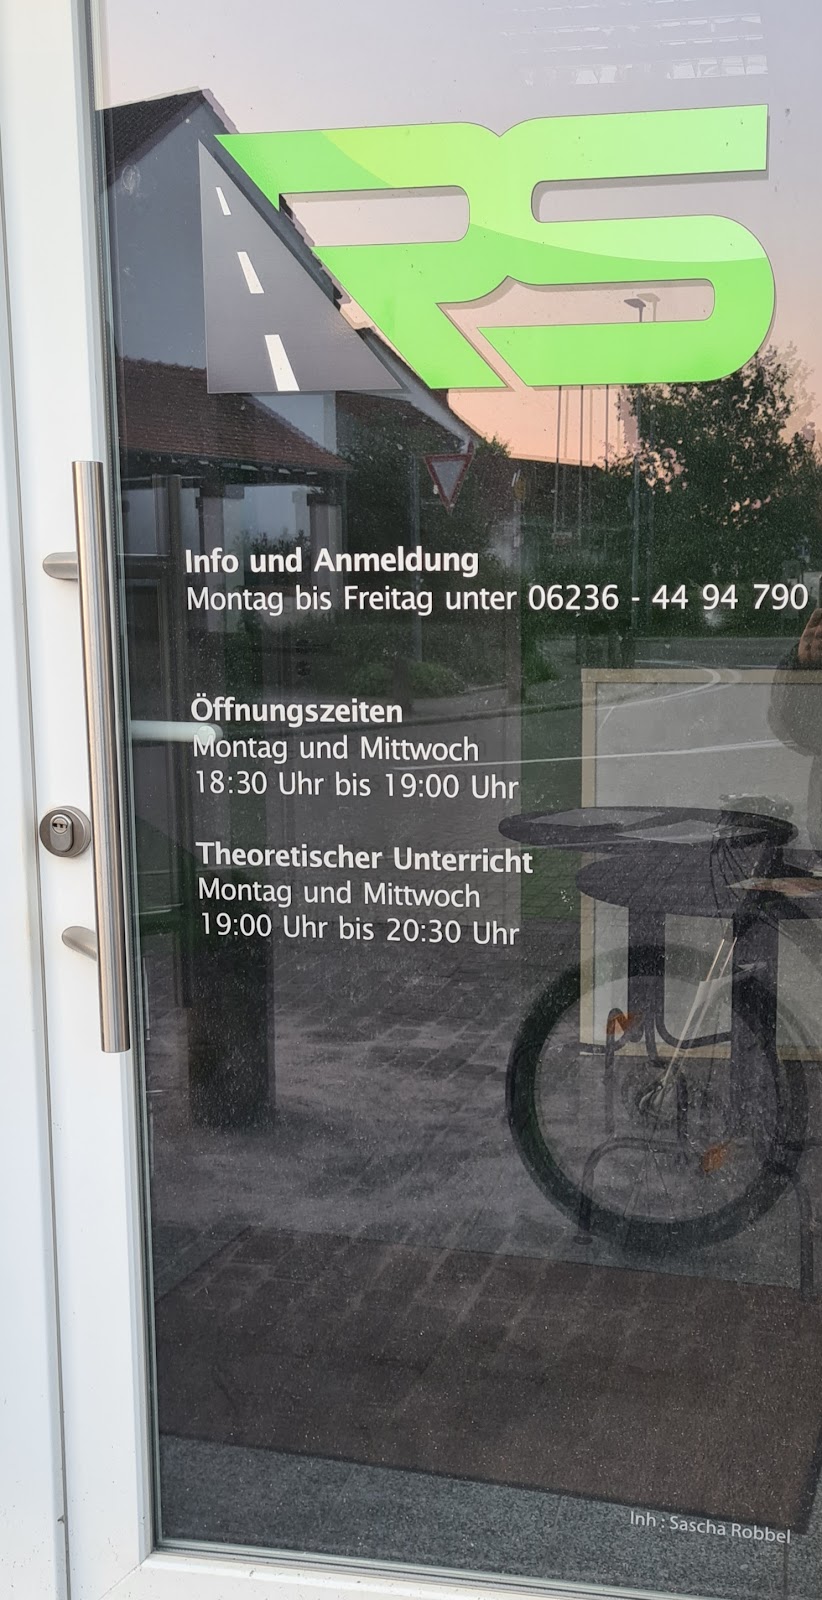 RS
Info und Anmeldung
Montag bis Freitag unter 06236 - 44 94 790
Öffnungszeiten
Montag und Mittwoch
18:30 Uhr bis 19:00 Uhr
Theoretischer Unterricht
Montag und Mittwoch
19:00 Uhr bis 20:30 Uhr
Inh : Sascha Robbel